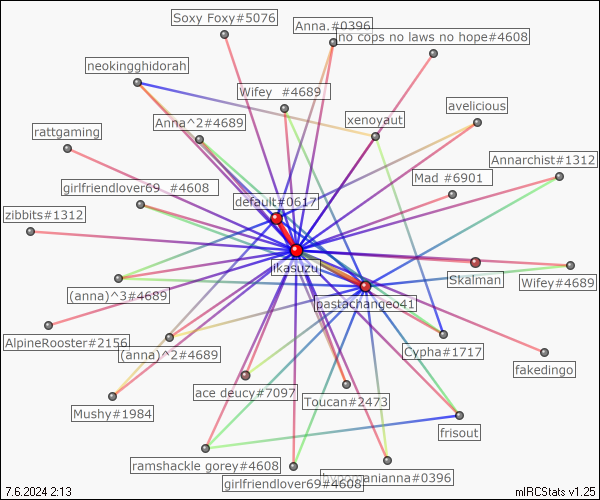 Soxy Foxy#5076
Anna.#0396
no cops no laws no hope#4608
neokingghidorah
Wifey #4689
avelicious
Anna^2#4689
xenoyaut
rattgaming
Annarchist#1312
girlfriendlover69 #4608
Mad #6901
default#0617
zibbits#1312
ikasuzu
Skalman
Wifey#4689
(anna)^3#4689
pastachangeo41
AlpineRooster#2156
(anna)^2#4689
Cypha#1717
fakedingo
ace deucy#7097
Toucan#2473
Mushy#1984
frisout
ramshackle gorey#4608
girlfriendlover69#4608
7.6.2024 2:13
mIRCStats v1.25